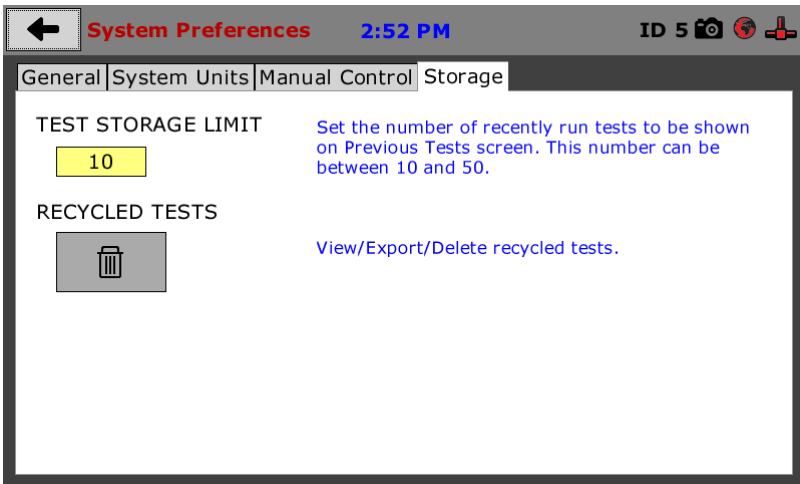 System Preferences 2:52 PM ID 5
General System Units Manual Control Storage
TEST STORAGE LIMIT
10
Set the number of recently run tests to be shown
on Previous Tests screen. This number can be
between 10 and 50.
RECYCLED TESTS
View/Export/Delete recycled tests.